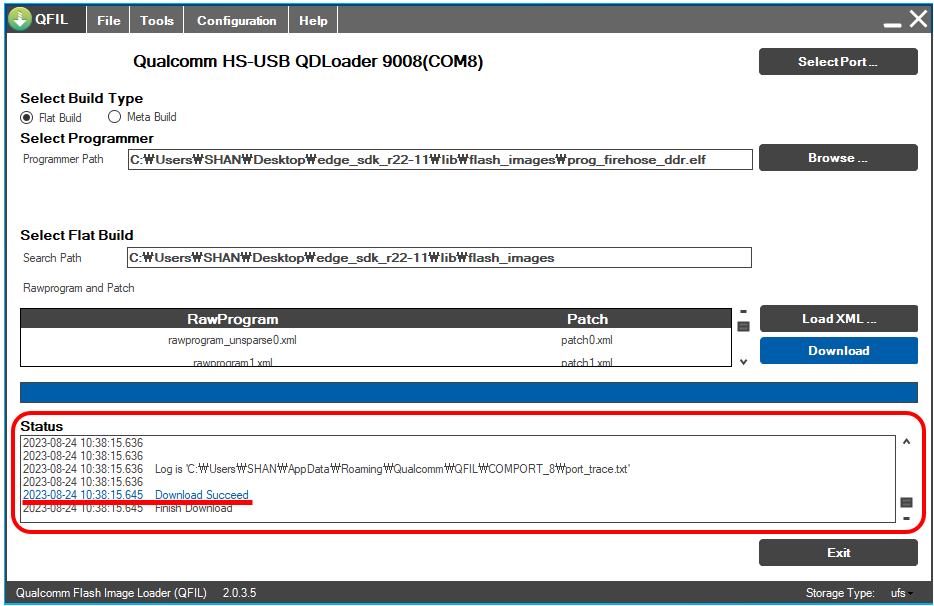 QFIL File Tools Configuration Help
Qualcomm HS-USB QDLoader 9008(COM8)
Select Port ...
Select Build Type
Flat Build Meta Build
Select Programmer
Programmer Path C:₩Users₩SHAN₩Desktop₩edge_sdk_r22-11₩lib₩flash_images₩prog_firehose_ddr.elf Browse ...
Select Flat Build
Search Path C:₩Users₩SHAN₩Desktop₩edge_sdk_r22-11₩lib₩flash_images
Rawprogram and Patch
RawProgram Patch Load XML ...
rawprogram_unsparse0.xml patch0.xml
Download
rawprogram1.xml patch1.xml
Status
2023-08-24 10:38:15.636
2023-08-24 10:38:15.636
2023-08-24 10:38:15.636 Log is 'C:₩Users₩SHAN₩AppData₩Roaming₩Qualcomm₩QFIL₩COMPORT_8₩port_trace.txt'
2023-08-24 10:38:15.636
2023-08-24 10:38:15.645 Download Succeed
2023-08-24 10:38:15.645 Finish Download
Exit
Qualcomm Flash Image Loader (QFIL) 2.0.3.5 Storage Type: ufs